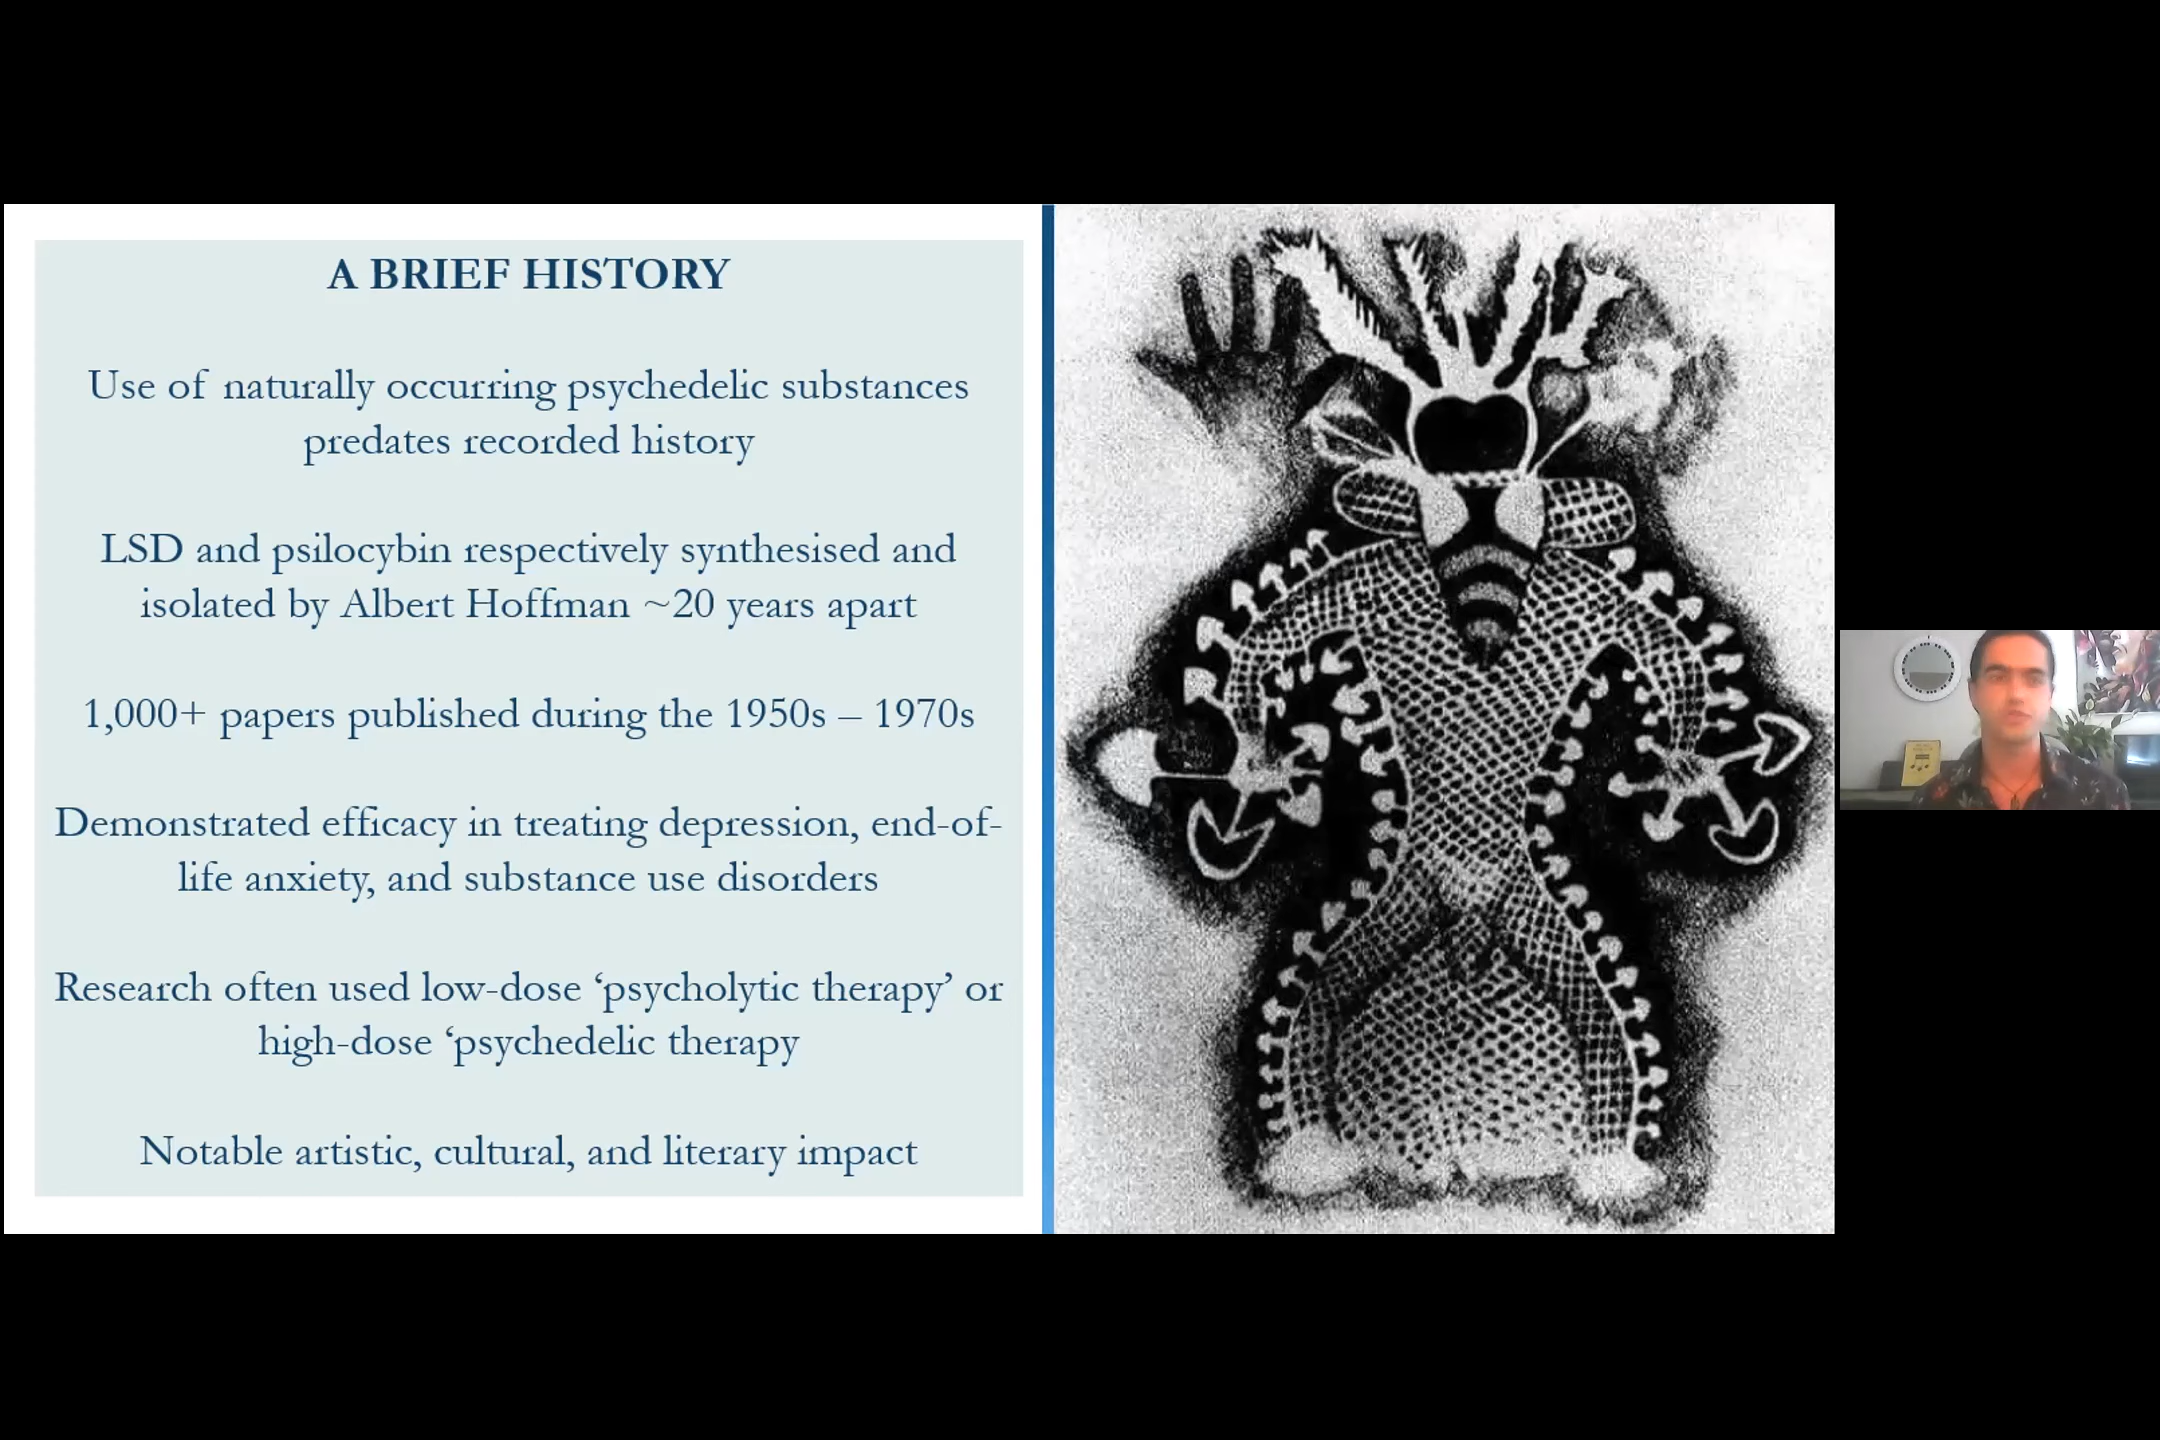 A BRIEF HISTORY
Use of naturally occurring psychedelic substances
predates recorded history
LSD and psilocybin respectively synthesised and
isolated by Albert Hoffman ~20 years apart
1,000+ papers published during the 1950s – 1970s
Demonstrated efficacy in treating depression, end-of-
life anxiety, and substance use disorders
Research often used low-dose ‘psycholytic therapy’ or
high-dose ‘psychedelic therapy
Notable artistic, cultural, and literary impact